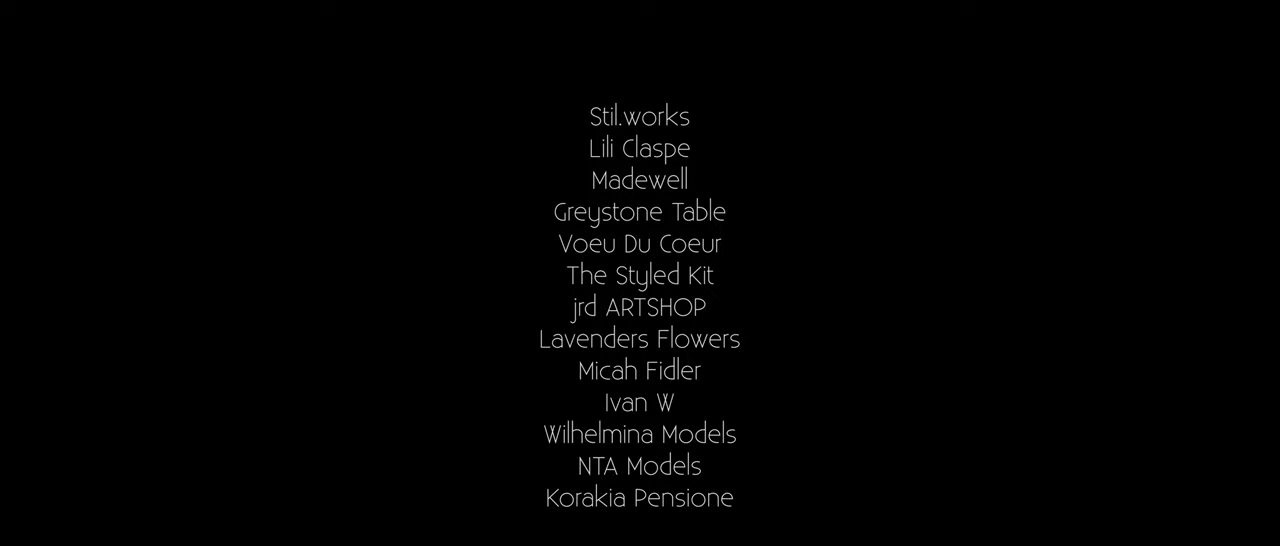 Stil.works
Lili Claspe
Madewell
Greystone Table
Voeu Du Coeur
The Styled Kit
jrd ARTSHOP
Lavenders Flowers
Micah Fidler
Ivan W
Wilhelmina Models
NTA Models
Korakia Pensione